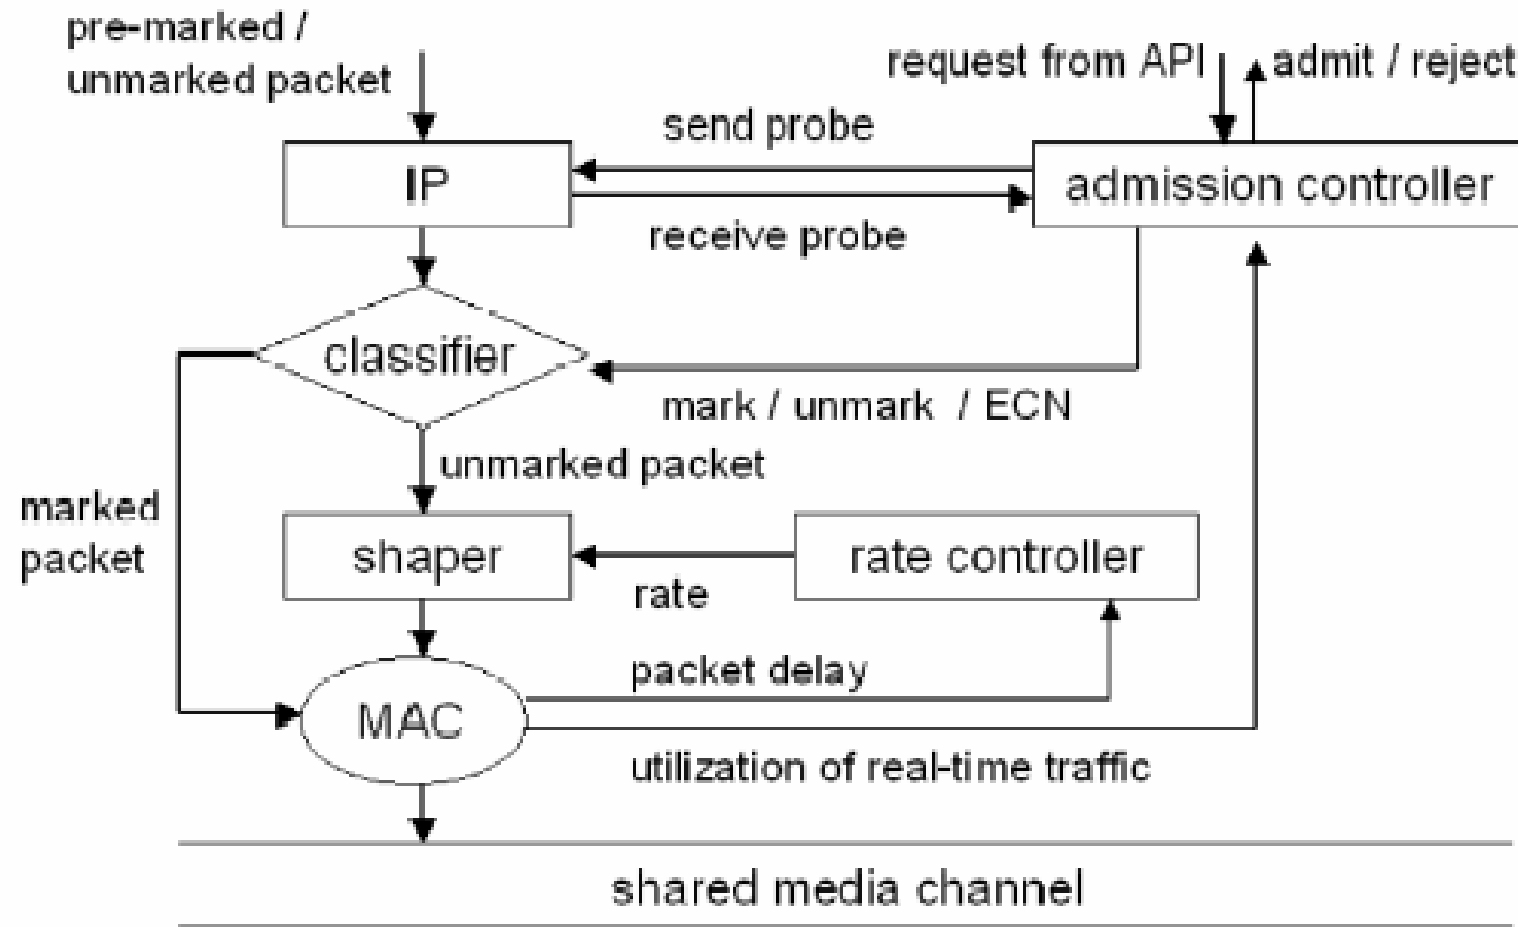 pre-marked /
unmarked packet
request from API
admit / reject
send probe
IP
admission controller
receive probe
classifier
mark / unmark / ECN
unmarked packet
marked
packet
shaper
rate controller
rate
packet delay
MAC
utilization of real-time traffic
shared media channel